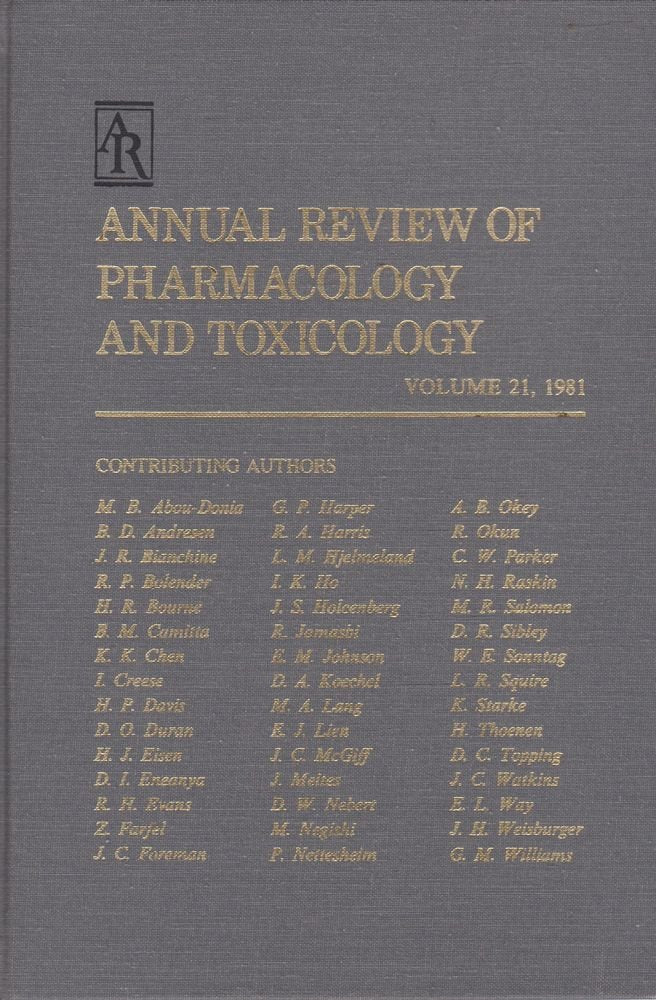 AR
ANNUAL REVIEW OF
PHARMACOLOGY
AND TOXICOLOGY
VOLUME 21, 1981
CONTRIBUTING AUTHORS
M. B. Abou-Donia
B. D. Andresen
J. R. Bianchine
R. P. Bolender
H. R. Bourne
B. M. Camitta
K. K. Chen
I. Creese
H. P. Davis
D. O. Duran
H. J. Eisen
D. I. Eneanya
R. H. Evans
Z. Farfel
J. C. Foreman
G. P. Harper
R. A. Harris
L. M. Hjelmeland
I. K. Ho
J. S. Holcenberg
R. Jamasbi
E. M. Johnson
D. A. Koechel
M. A. Lang
E. J. Lien
J. C. McGiff
J. Meites
D. W. Nebert
M. Negishi
P. Nettesheim
A. B. Okey
R. Okun
C. W. Parker
N. H. Raskin
M. R. Salomon
D. R. Sibley
W. E. Sonntag
L. R. Squire
K. Starke
H. Thoenen
D. C. Topping
J. C. Watkins
E. L. Way
J. H. Weisburger
G. M. Williams